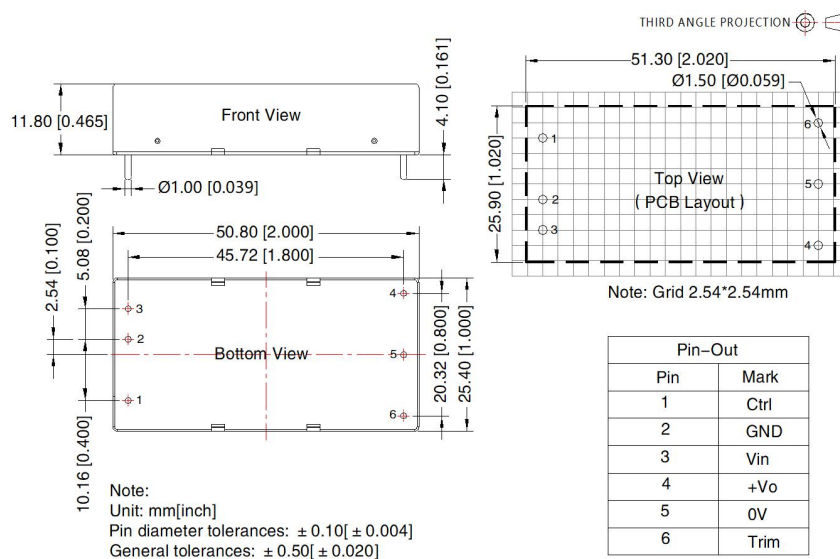 THIRD ANGLE PROJECTION
11.80 [0.465]
Front View
4.10 [0.161]
Ø1.00 [0.039]
51.30 [2.020]
Ø1.50 [Ø0.059]
25.90 [1.020]
1
2
3
6
5
4
Top View
( PCB Layout )
Note: Grid 2.54*2.54mm
50.80 [2.000]
45.72 [1.800]
2.54 [0.100]
5.08 [0.200]
10.16 [0.400]
3
2
1
Bottom View
4
5
6
20.32 [0.800]
25.40 [1.000]
Note:
Unit: mm[inch]
Pin diameter tolerances: ± 0.10[ ± 0.004]
General tolerances: ± 0.50[ ± 0.020]
Pin–Out
Pin Mark
1 Ctrl
2 GND
3 Vin
4 +Vo
5 0V
6 Trim